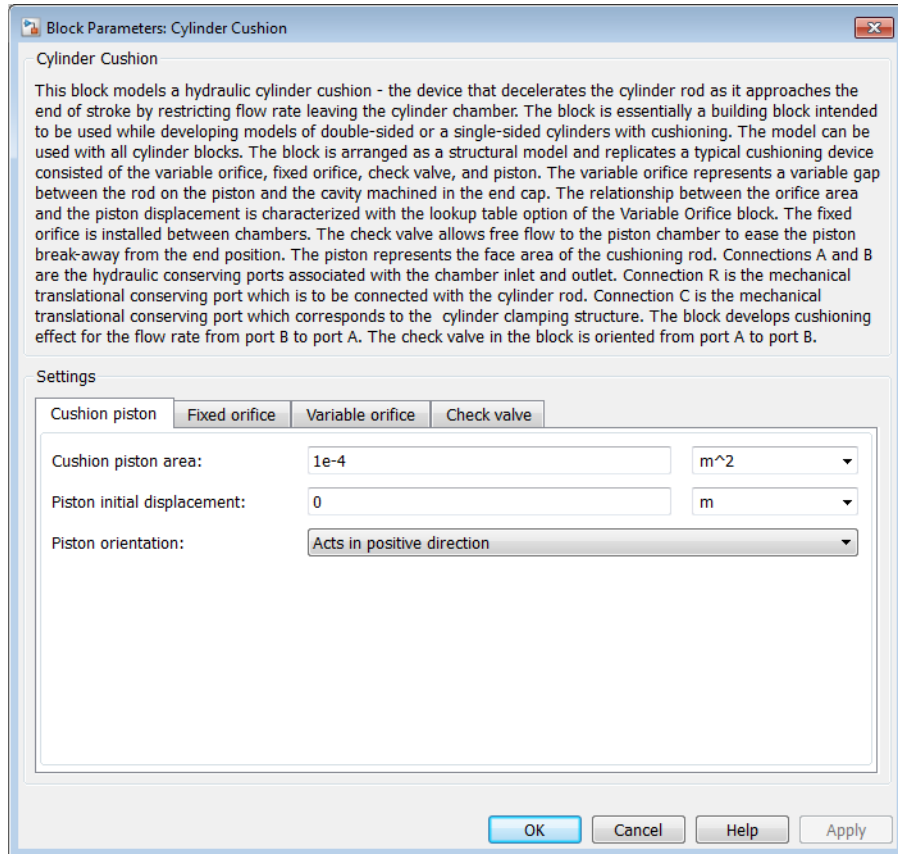 Block Parameters: Cylinder Cushion
Cylinder Cushion
This block models a hydraulic cylinder cushion - the device that decelerates the cylinder rod as it approaches the
end of stroke by restricting flow rate leaving the cylinder chamber. The block is essentially a building block intended
to be used while developing models of double-sided or a single-sided cylinders with cushioning. The model can be
used with all cylinder blocks. The block is arranged as a structural model and replicates a typical cushioning device
consisted of the variable orifice, fixed orifice, check valve, and piston. The variable orifice represents a variable gap
between the rod on the piston and the cavity machined in the end cap. The relationship between the orifice area
and the piston displacement is characterized with the lookup table option of the Variable Orifice block. The fixed
orifice is installed between chambers. The check valve allows free flow to the piston chamber to ease the piston
break-away from the end position. The piston represents the face area of the cushioning rod. Connections A and B
are the hydraulic conserving ports associated with the chamber inlet and outlet. Connection R is the mechanical
translational conserving port which is to be connected with the cylinder rod. Connection C is the mechanical
translational conserving port which corresponds to the  cylinder clamping structure. The block develops cushioning
effect for the flow rate from port B to port A. The check valve in the block is oriented from port A to port B.
Settings
Cushion piston Fixed orifice Variable orifice Check valve
Cushion piston area: 1e-4 m^2
Piston initial displacement: 0 m
Piston orientation: Acts in positive direction
OK Cancel Help Apply